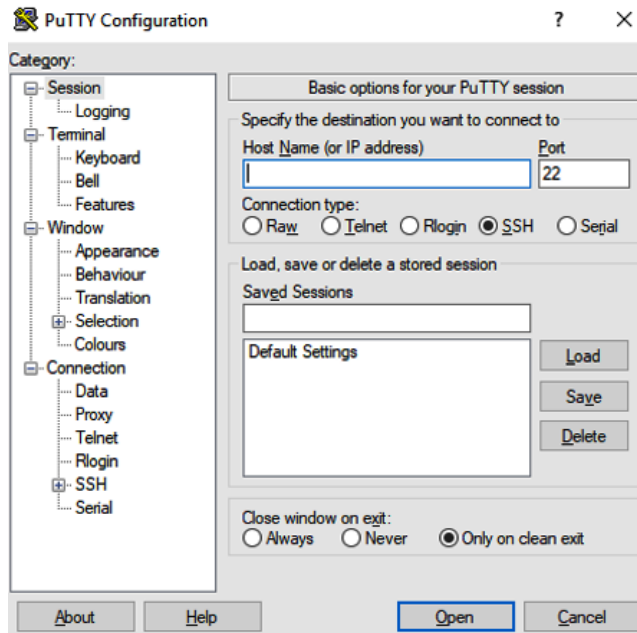 PuTTY Configuration
?
Category:
Session
Logging
Terminal
Keyboard
Bell
Features
Window
Appearance
Behaviour
Translation
Selection
Colours
Connection
Data
Proxy
Telnet
Rlogin
SSH
Serial
Basic options for your PuTTY session
Specify the destination you want to connect to
Host Name (or IP address) Port
22
Connection type:
Raw Telnet Rlogin SSH Serial
Load, save or delete a stored session
Saved Sessions
Default Settings
Load
Save
Delete
Close window on exit:
Always Never Only on clean exit
About Help Open Cancel